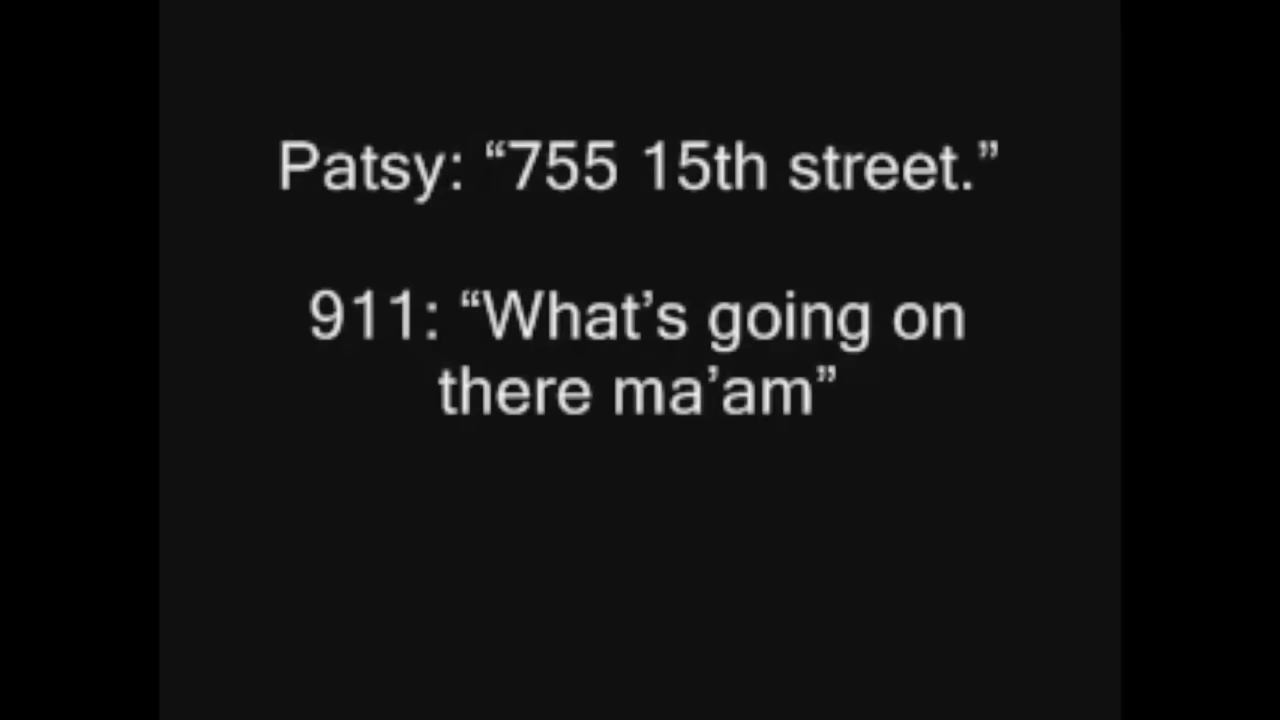 Patsy: “755 15th street.”
911: “What’s going on
there ma’am”